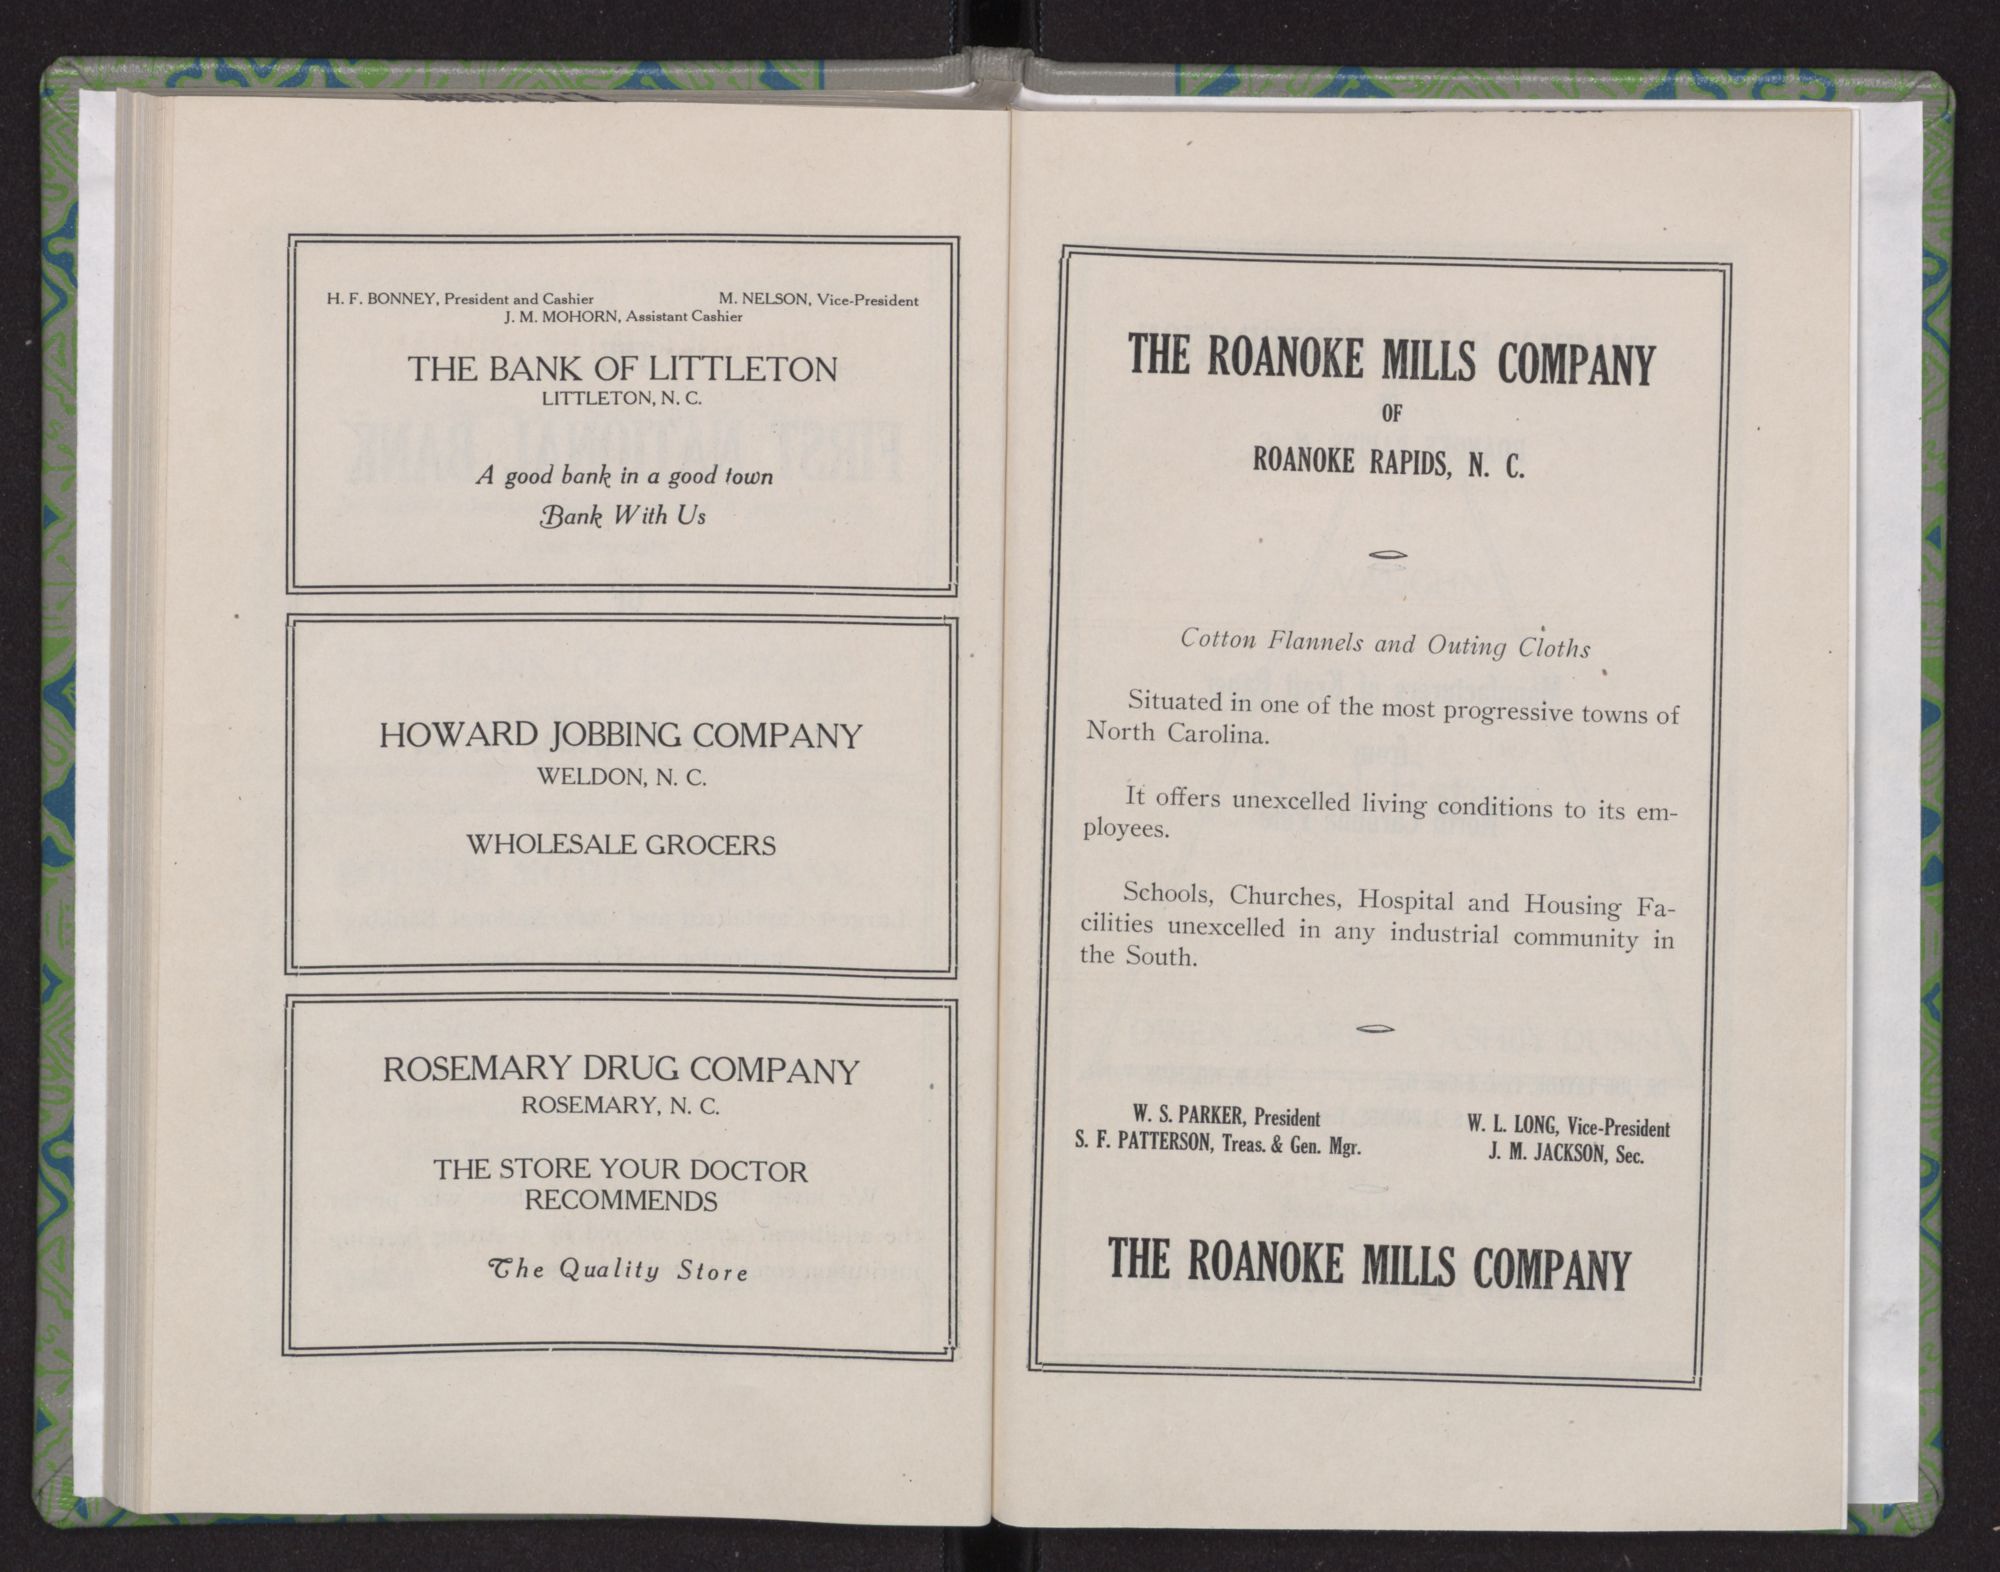 H. F. BONNEY, President and Cashier M. NELSON, Vice-President
J. M. MOHORN, Assistant Cashier
THE BANK OF LITTLETON
LITTLETON, N. C.
A good bank in a good town
Bank With Us
HOWARD JOBBING COMPANY
WELDON, N. C.
WHOLESALE GROCERS
ROSEMARY DRUG COMPANY
ROSEMARY, N. C.
THE STORE YOUR DOCTOR
RECOMMENDS
The Quality Store
THE ROANOKE MILLS COMPANY
OF
ROANOKE RAPIDS, N. C.
Cotton Flannels and Outing Cloths
Situated in one of the most progressive towns of
North Carolina.
It offers unexcelled living conditions to its em-
ployees.
Schools, Churches, Hospital and Housing Fa-
cilities unexcelled in any industrial community in
the South.
W. S. PARKER, President W. L. LONG, Vice-President
S. F. PATTERSON, Treas. & Gen. Mgr. J. M. JACKSON, Sec.
THE ROANOKE MILLS COMPANY